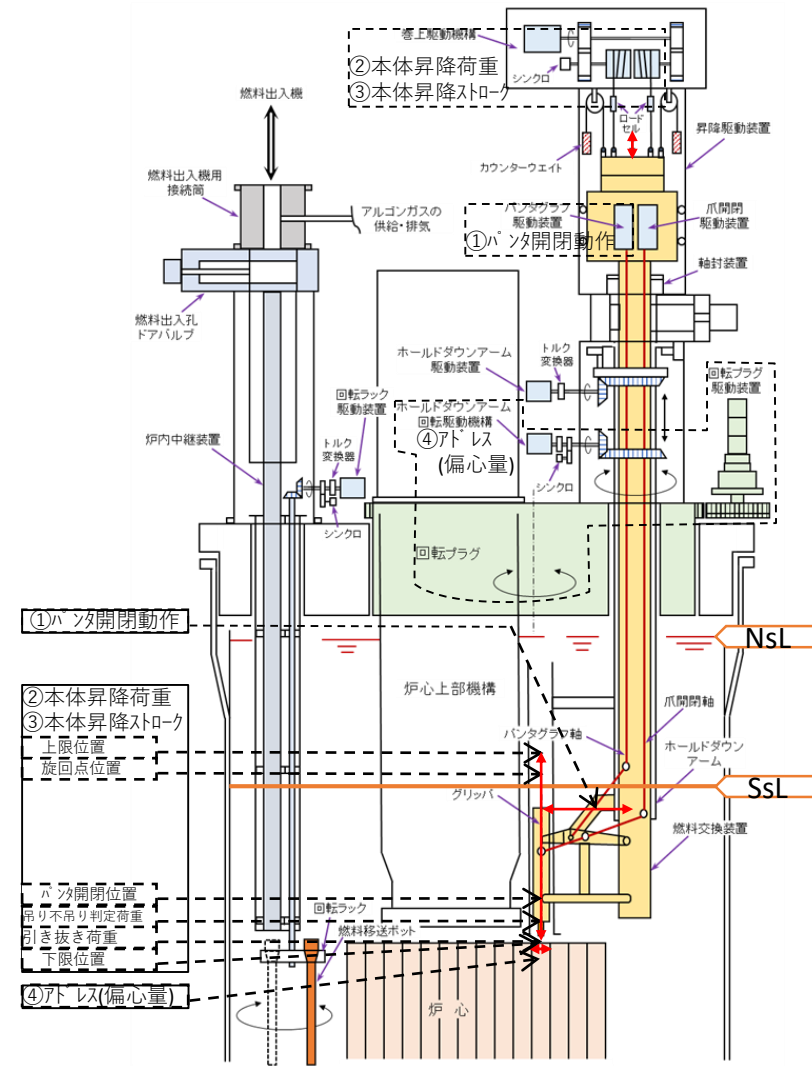 巻上駆動機構
②本体昇降荷重
シンクロ
③本体昇降ストローク
ロード
セル
昇降駆動装置
カウンターウエイト
燃料出入機
燃料出入機用
接続筒
アルゴンガスの
供給・排気
パンタグラフ
駆動装置
①パンタ開閉動作
爪開閉
駆動装置
軸封装置
燃料出入孔
ドアバルブ
ホールドダウンアーム
駆動装置
トルク
変換器
回転プラグ
駆動装置
回転ラック
駆動装置
ホールドダウンアーム
回転駆動機構
④アドレス
(偏心量)
シンクロ
炉内中継装置
トルク
変換器
シンクロ
回転プラグ
①パンタ開閉動作
NsL
炉心上部機構
②本体昇降荷重
③本体昇降ストローク
上限位置
旋回点位置
パンタグラフ軸
爪開閉軸
ホールドダウン
アーム
SsL
グリッパ
燃料交換装置
パンタ開閉位置
吊り不吊り判定荷重
引き抜き荷重
下限位置
回転ラック
燃料移送ポット
④アドレス(偏心量)
炉心